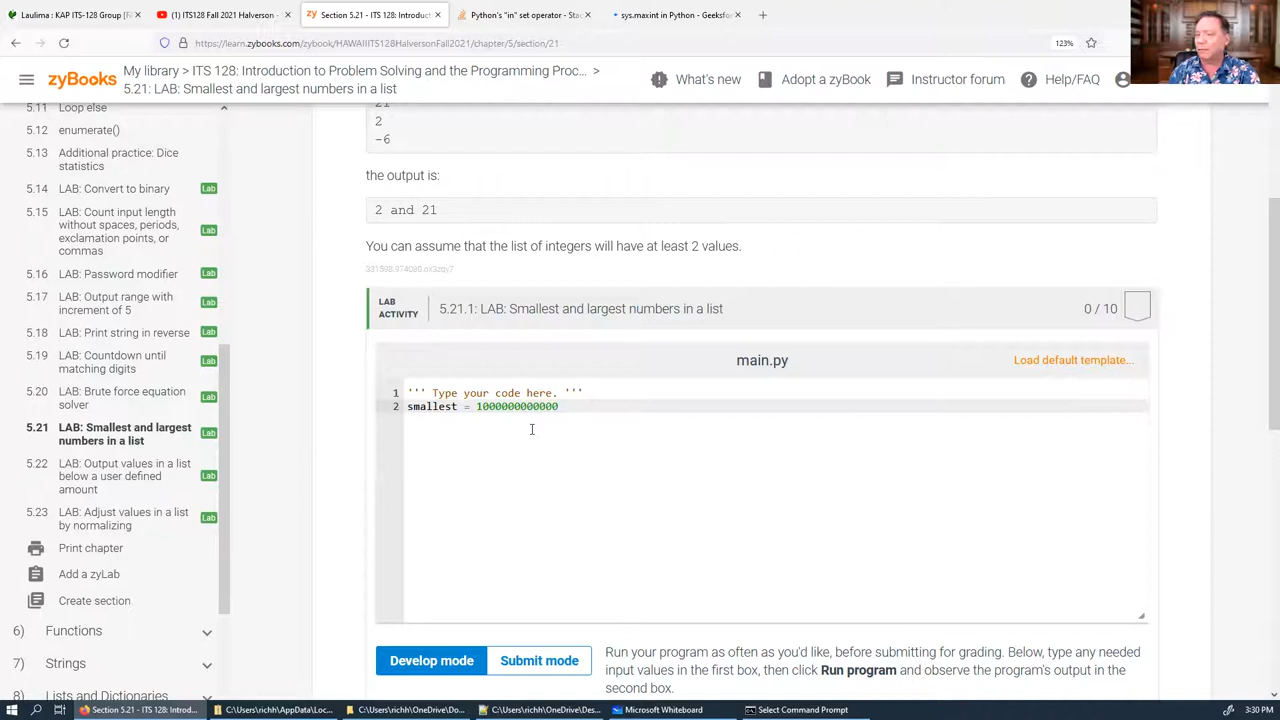 Laulima : KAP ITS-128 Group [
(1) ITS128 Fall 2021 Halverson -
Section 5.21 - ITS 128: Introduct
Python's "in" set operator - Stac
sys.maxint in Python - Geeksfor
https://learn.zybooks.com/zybook/HAWAIIITS128HalversonFall2021/chapter/5/section/21
123%
zyBooks
My library > ITS 128: Introduction to Problem Solving and the Programming Proc... >
5.21: LAB: Smallest and largest numbers in a list
What's new
Adopt a zyBook
Instructor forum
Help/FAQ
5.11 Loop else
5.12 enumerate()
5.13 Additional practice: Dice
statistics
5.14 LAB: Convert to binary Lab
5.15 LAB: Count input length
without spaces, periods,
exclamation points, or
commas
Lab
5.16 LAB: Password modifier Lab
5.17 LAB: Output range with
increment of 5
Lab
5.18 LAB: Print string in reverse Lab
5.19 LAB: Countdown until
matching digits
Lab
5.20 LAB: Brute force equation
solver
Lab
5.21 LAB: Smallest and largest
numbers in a list
Lab
5.22 LAB: Output values in a list
below a user defined
amount
Lab
5.23 LAB: Adjust values in a list
by normalizing
Lab
Print chapter
Add a zyLab
Create section
6) Functions
7) Strings
8) Lists and Dictionaries
21
2
-6
the output is:
2 and 21
You can assume that the list of integers will have at least 2 values.
LAB
ACTIVITY
5.21.1: LAB: Smallest and largest numbers in a list
0 / 10
main.py
Load default template...
1 ''' Type your code here. '''
2 smallest = 1000000000000
Develop mode
Submit mode
Run your program as often as you'd like, before submitting for grading. Below, type any needed
input values in the first box, then click Run program and observe the program's output in the
second box.
Section 5.21 - ITS 128: Introd...
C:\Users\richh\AppData\Loc...
C:\Users\richh\OneDrive\Do...
C:\Users\richh\OneDrive\Des...
Microsoft Whiteboard
Select Command Prompt
3:30 PM